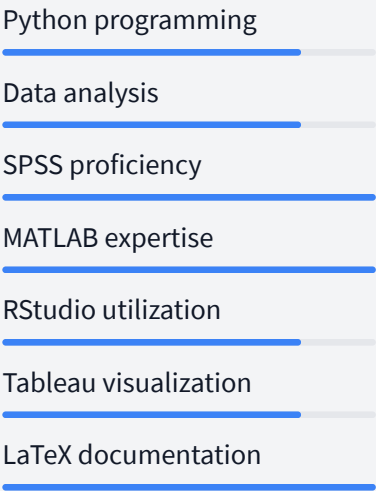 Python programming
Data analysis
SPSS proficiency
MATLAB expertise
RStudio utilization
Tableau visualization
LaTeX documentation